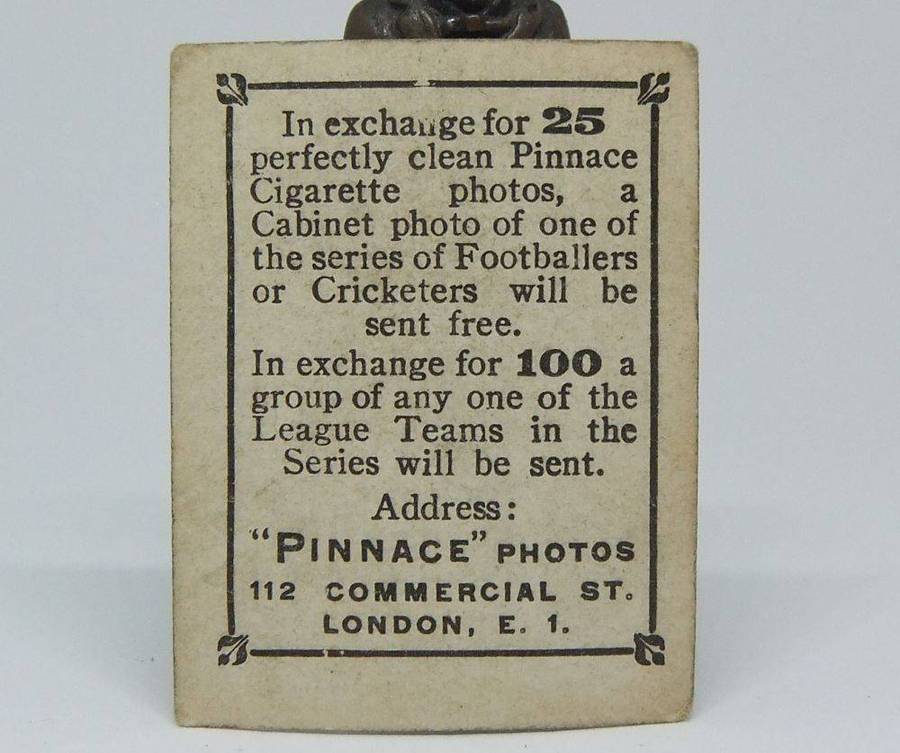 In exchange for 25
perfectly clean Pinnace
Cigarette photos, a
Cabinet photo of one of
the series of Footballers
or Cricketers will be
sent free.
In exchange for 100 a
group of any one of the
League Teams in the
Series will be sent.
Address:
"PINNACE" PHOTOS
112 COMMERCIAL ST.
LONDON, E. 1.